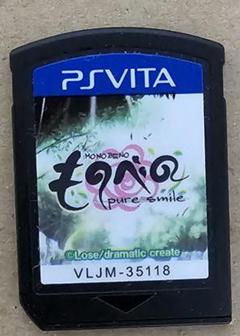 PSVITA
MONOBENO
ものべの
pure smile
©Lose/dramatic create
VLJM-35118